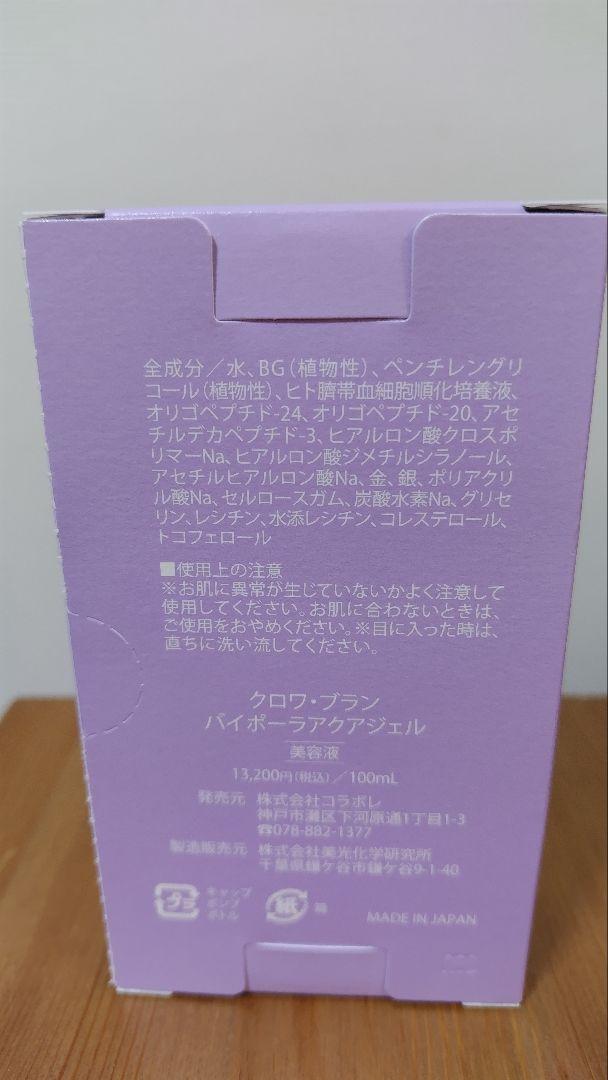 全成分／水、BG(植物性)、ペンチレングリ
コール(植物性)、ヒト臍帯血細胞順化培養液、
オリゴペプチド-24、オリゴペプチド-20、アセ
チルデカペプチド-3、ヒアルロン酸クロスポ
リマーNa、ヒアルロン酸ジメチルシラノール、
アセチルヒアルロン酸Na、金、銀、ポリアクリ
ル酸Na、セルロースガム、炭酸水素Na、グリセ
リン、レシチン、水添レシチン、コレステロール、
トコフェロール
■使用上の注意
※お肌に異常が生じていないかよく注意して
使用してください。お肌に合わないときは、
ご使用をおやめください。※目に入った時は、
直ちに洗い流してください。
クロワ・ブラン
バイポーラアクアジェル
美容液
13,200円(税込)／100mL
発売元 株式会社コラボレ
神戸市灘区下河原通1丁目1-3
☎078-882-1377
製造販売元 株式会社美光化学研究所
千葉県鎌ケ谷市鎌ケ谷9-1-40
プラ キャップ
ポンプ
ボトル
紙 箱
MADE IN JAPAN